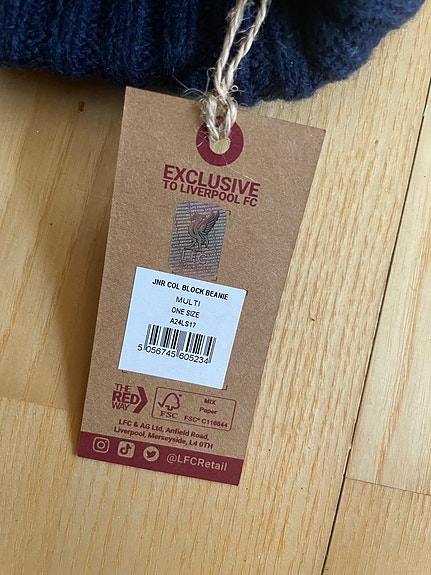 EXCLUSIVE
TO LIVERPOOL FC
LFC
JNR COL BLOCK BEANIE
MULTI
ONE SIZE
A24LS17
5 056745 605234
THE
RED
WAY
FSC
MIX
Paper
FSC® C116044
LFC & AG Ltd, Anfield Road,
Liverpool, Merseyside, L4 0TH
@LFCRetail